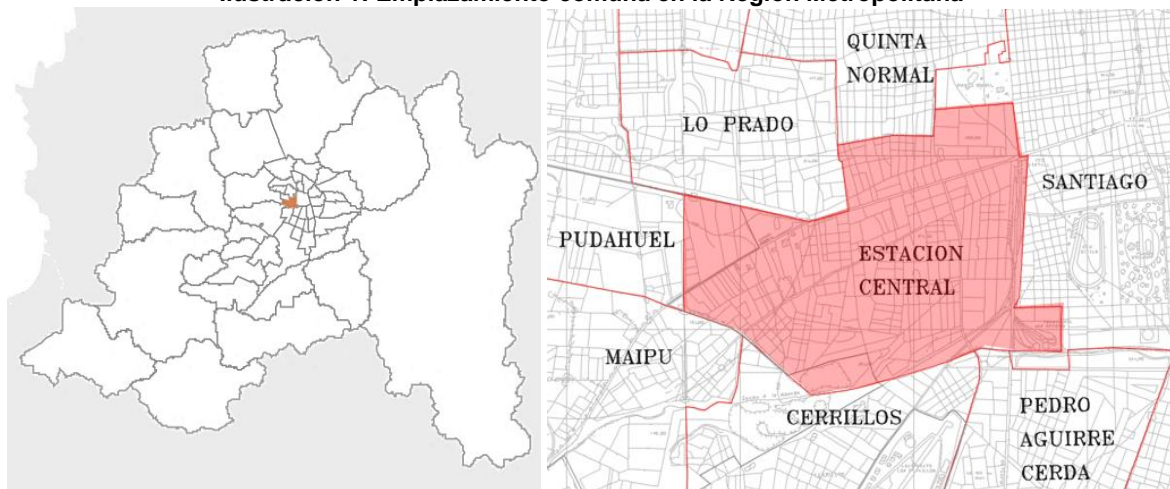 Ilustración 1. Emplazamiento comuna en la Región Metropolitana
QUINTA
NORMAL
LO PRADO
SANTIAGO
PUDAHUEL
ESTACION
CENTRAL
MAIPU
CERRILLOS
PEDRO
AGUIRRE
CERDA